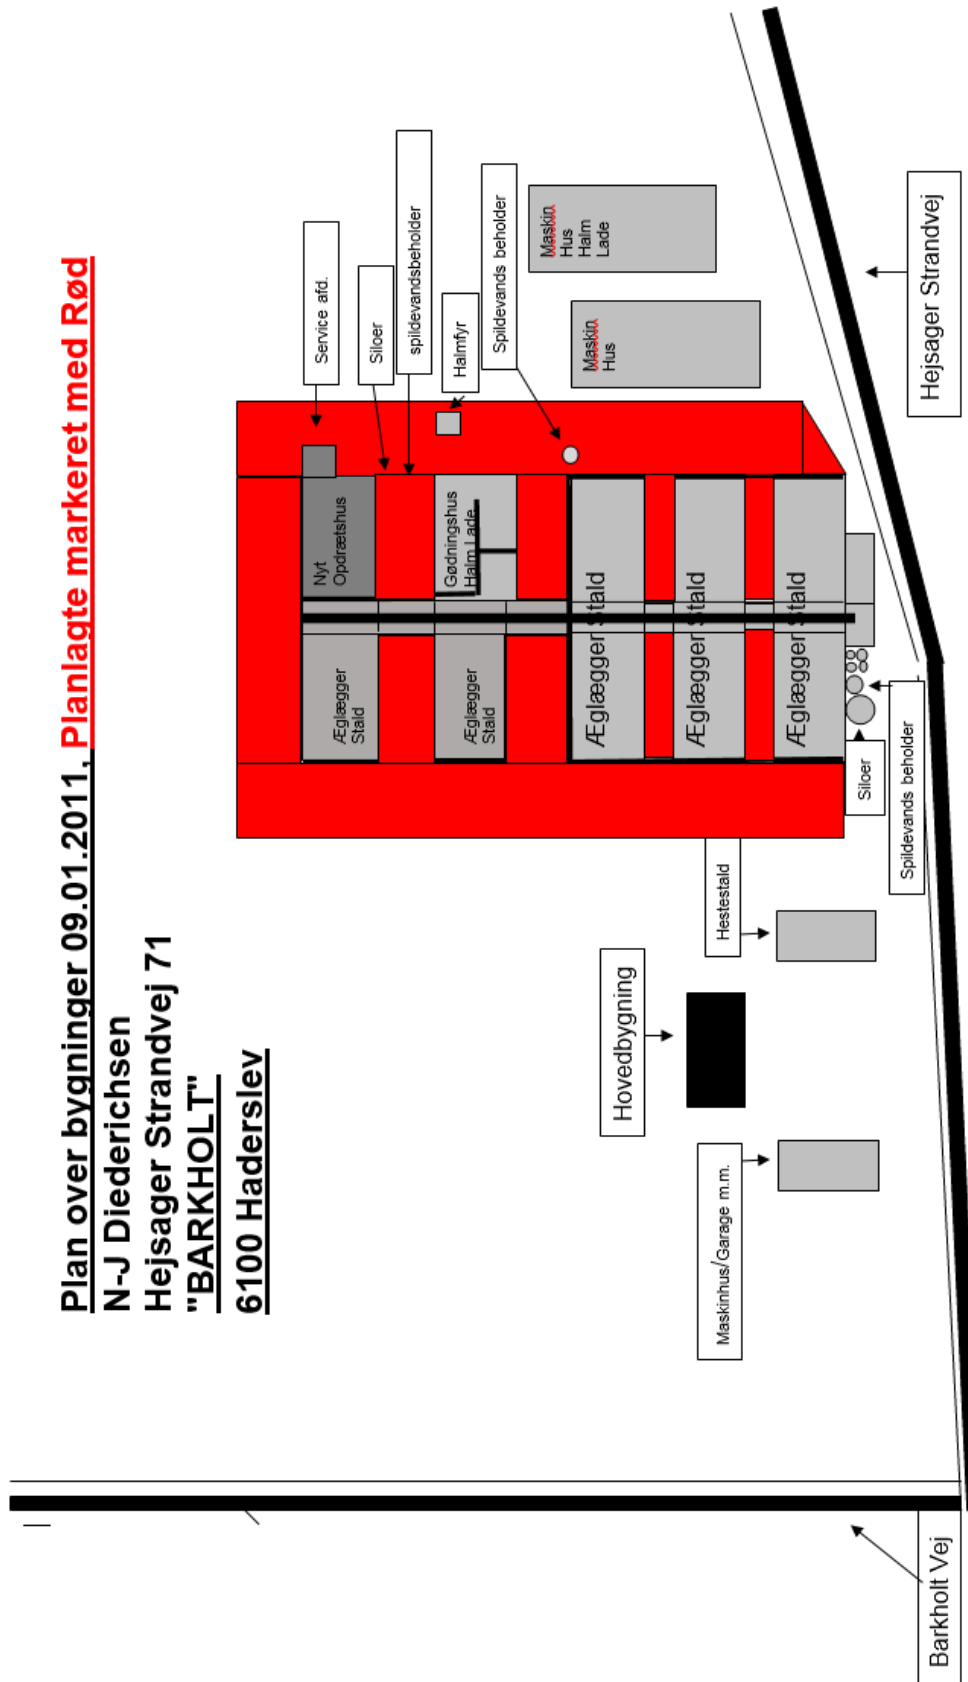 Plan over bygninger 09.01.2011, Planlagte markeret med Rød
N-J Diederichsen
Hejsager Strandvej 71
"BARKHOLT"
6100 Haderslev
Service afd.
Siloer
spildevandsbeholder
Halmfyr
Spildevands beholder
Maskin
Hus
Halm
Lade
Maskin
Hus
Nyt
Opdrætshus
Gødningshus
Halm Lade
Æglægger
Stald
Æglægger
Stald
Æglægger Stald
Æglægger Stald
Æglægger Stald
Siloer
Spildevands beholder
Hestestald
Hovedbygning
Maskinhus/Garage m.m.
Hejsager Strandvej
Barkholt Vej